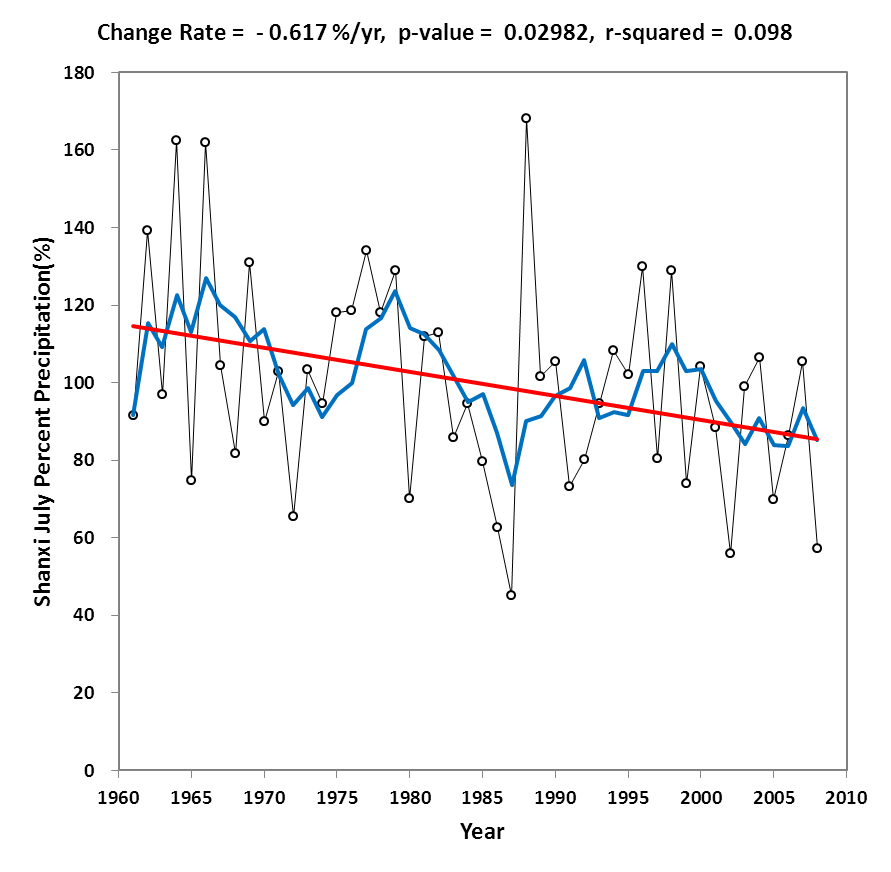 Change Rate =  - 0.617 %/yr,  p-value =  0.02982,  r-squared =  0.098
180
160
140
120
100
80
60
40
20
0
Shanxi July Percent Precipitation(%)
1960 1965 1970 1975 1980 1985 1990 1995 2000 2005 2010
Year